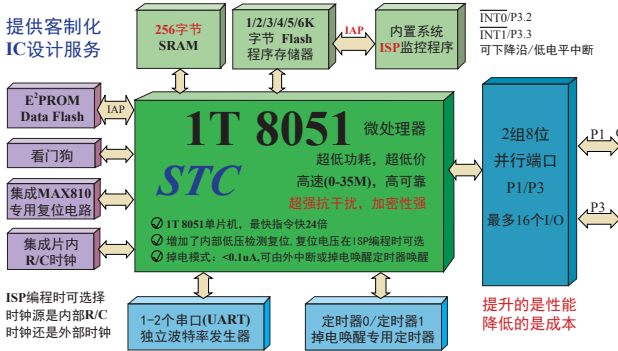 提供客制化
IC设计服务
256字节
SRAM
1/2/3/4/5/6K
字节 Flash
程序存储器
IAP
内置系统
ISP监控程序
INT0/P3.2
INT1/P3.3
可下降沿/低电平中断
E²PROM
Data Flash
IAP
看门狗
集成MAX810
专用复位电路
集成片内
R/C时钟
1T 8051 微处理器
STC
超低功耗，超低价
高速(0-35M)，高可靠
超强抗干扰，加密性强
1T 8051单片机，最快指令快24倍
增加了内部低压检测复位,复位电压在ISP编程时可选
掉电模式：<0.1uA,可由外中断或掉电唤醒定时器唤醒
2组8位
并行端口
P1/P3
最多16个I/O
P1
P3
ISP编程时可选择
时钟源是内部R/C
时钟还是外部时钟
1-2个串口(UART)
独立波特率发生器
定时器0/定时器1
掉电唤醒专用定时器
提升的是性能
降低的是成本